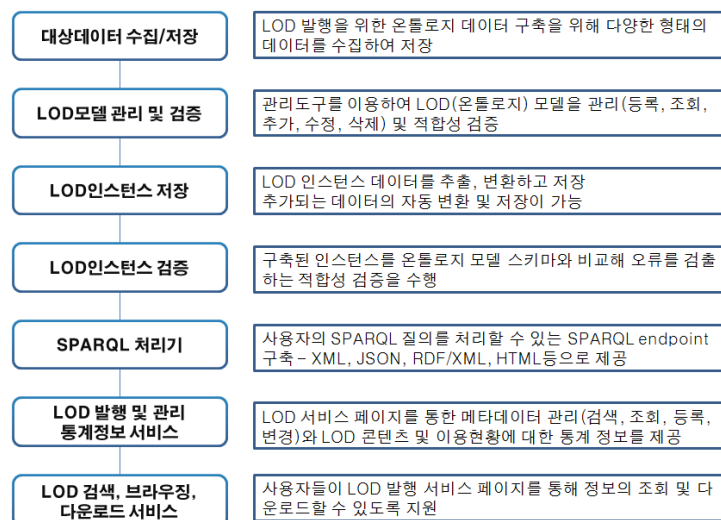 대상데이터 수집/저장
LOD 발행을 위한 온톨로지 데이터 구축을 위해 다양한 형태의
데이터를 수집하여 저장
LOD모델 관리 및 검증
관리도구를 이용하여 LOD(온톨로지) 모델을 관리(등록, 조회,
추가, 수정, 삭제) 및 적합성 검증
LOD인스턴스 저장
LOD 인스턴스 데이터를 추출, 변환하고 저장
추가되는 데이터의 자동 변환 및 저장이 가능
LOD인스턴스 검증
구축된 인스턴스를 온톨로지 모델 스키마와 비교해 오류를 검출
하는 적합성 검증을 수행
SPARQL 처리기
사용자의 SPARQL 질의를 처리할 수 있는 SPARQL endpoint
구축 – XML, JSON, RDF/XML, HTML등으로 제공
LOD 발행 및 관리
통계정보 서비스
LOD 서비스 페이지를 통한 메타데이터 관리(검색, 조회, 등록,
변경)와 LOD 콘텐츠 및 이용현황에 대한 통계 정보를 제공
LOD 검색, 브라우징,
다운로드 서비스
사용자들이 LOD 발행 서비스 페이지를 통해 정보의 조회 및 다
운로드할 수 있도록 지원